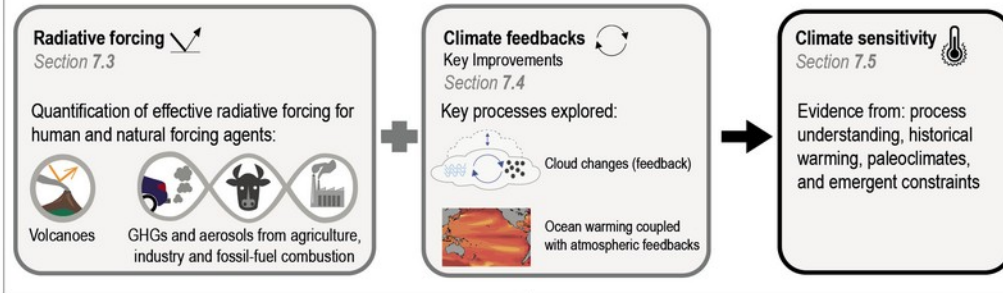 Radiative forcing
Section 7.3
Quantification of effective radiative forcing for
human and natural forcing agents:
Volcanoes
GHGs and aerosols from agriculture,
industry and fossil-fuel combustion
Climate feedbacks
Key Improvements
Section 7.4
Key processes explored:
Cloud changes (feedback)
Ocean warming coupled
with atmospheric feedbacks
Climate sensitivity
Section 7.5
Evidence from: process
understanding, historical
warming, paleoclimates,
and emergent constraints